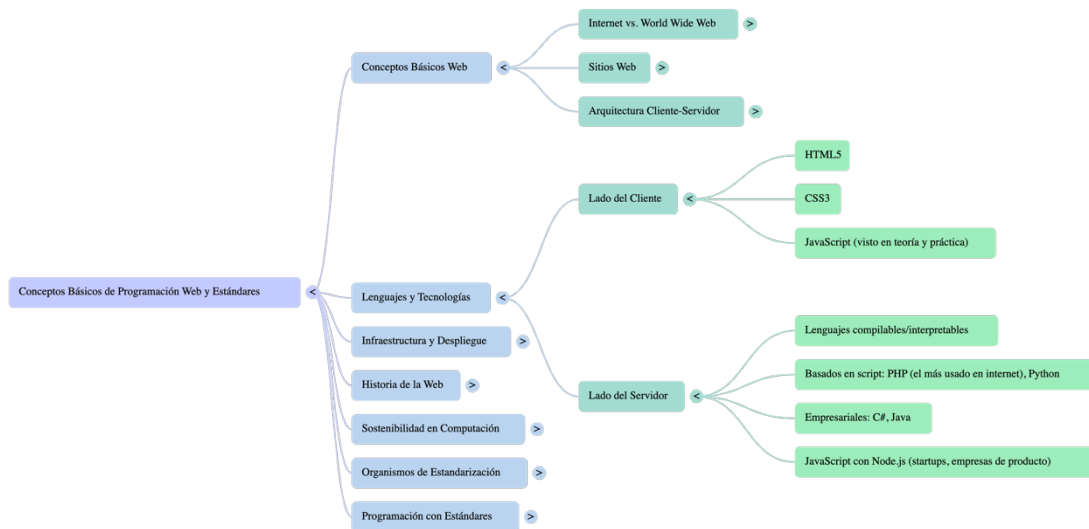 Internet vs. World Wide Web >
Conceptos Básicos Web <
Sitios Web >
Arquitectura Cliente-Servidor >
HTML5
Lado del Cliente <
CSS3
JavaScript (visto en teoría y práctica)
Conceptos Básicos de Programación Web y Estándares <
Lenguajes y Tecnologías <
Infraestructura y Despliegue >
Historia de la Web >
Sostenibilidad en Computación >
Organismos de Estandarización >
Programación con Estándares >
Lenguajes compilables/interpretables
Basados en script: PHP (el más usado en internet), Python
Lado del Servidor <
Empresariales: C#, Java
JavaScript con Node.js (startups, empresas de producto)